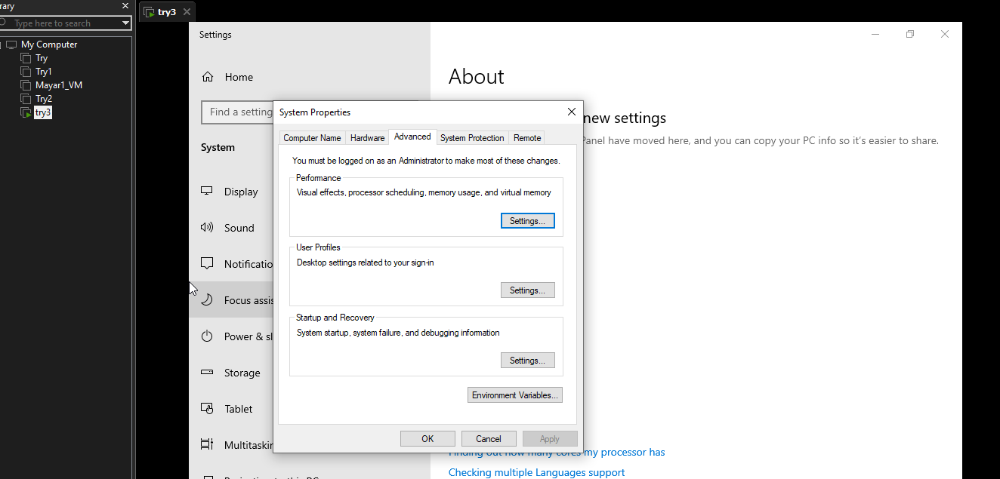 rary
Type here to search
My Computer
Try
Try1
Mayar1_VM
Try2
try3
try3
Settings
Home
Find a setting
System
Display
Sound
Notificatio
Focus assis
Power & sl
Storage
Tablet
Multitaskin
System Properties
Computer Name
Hardware
Advanced
System Protection
Remote
You must be logged on as an Administrator to make most of these changes.
Performance
Visual effects, processor scheduling, memory usage, and virtual memory
Settings...
User Profiles
Desktop settings related to your sign-in
Settings...
Startup and Recovery
System startup, system failure, and debugging information
Settings...
Environment Variables...
OK
Cancel
Apply
About
new settings
Panel have moved here, and you can copy your PC info so it's easier to share.
Finding out how many cores my processor has
Checking multiple Languages support